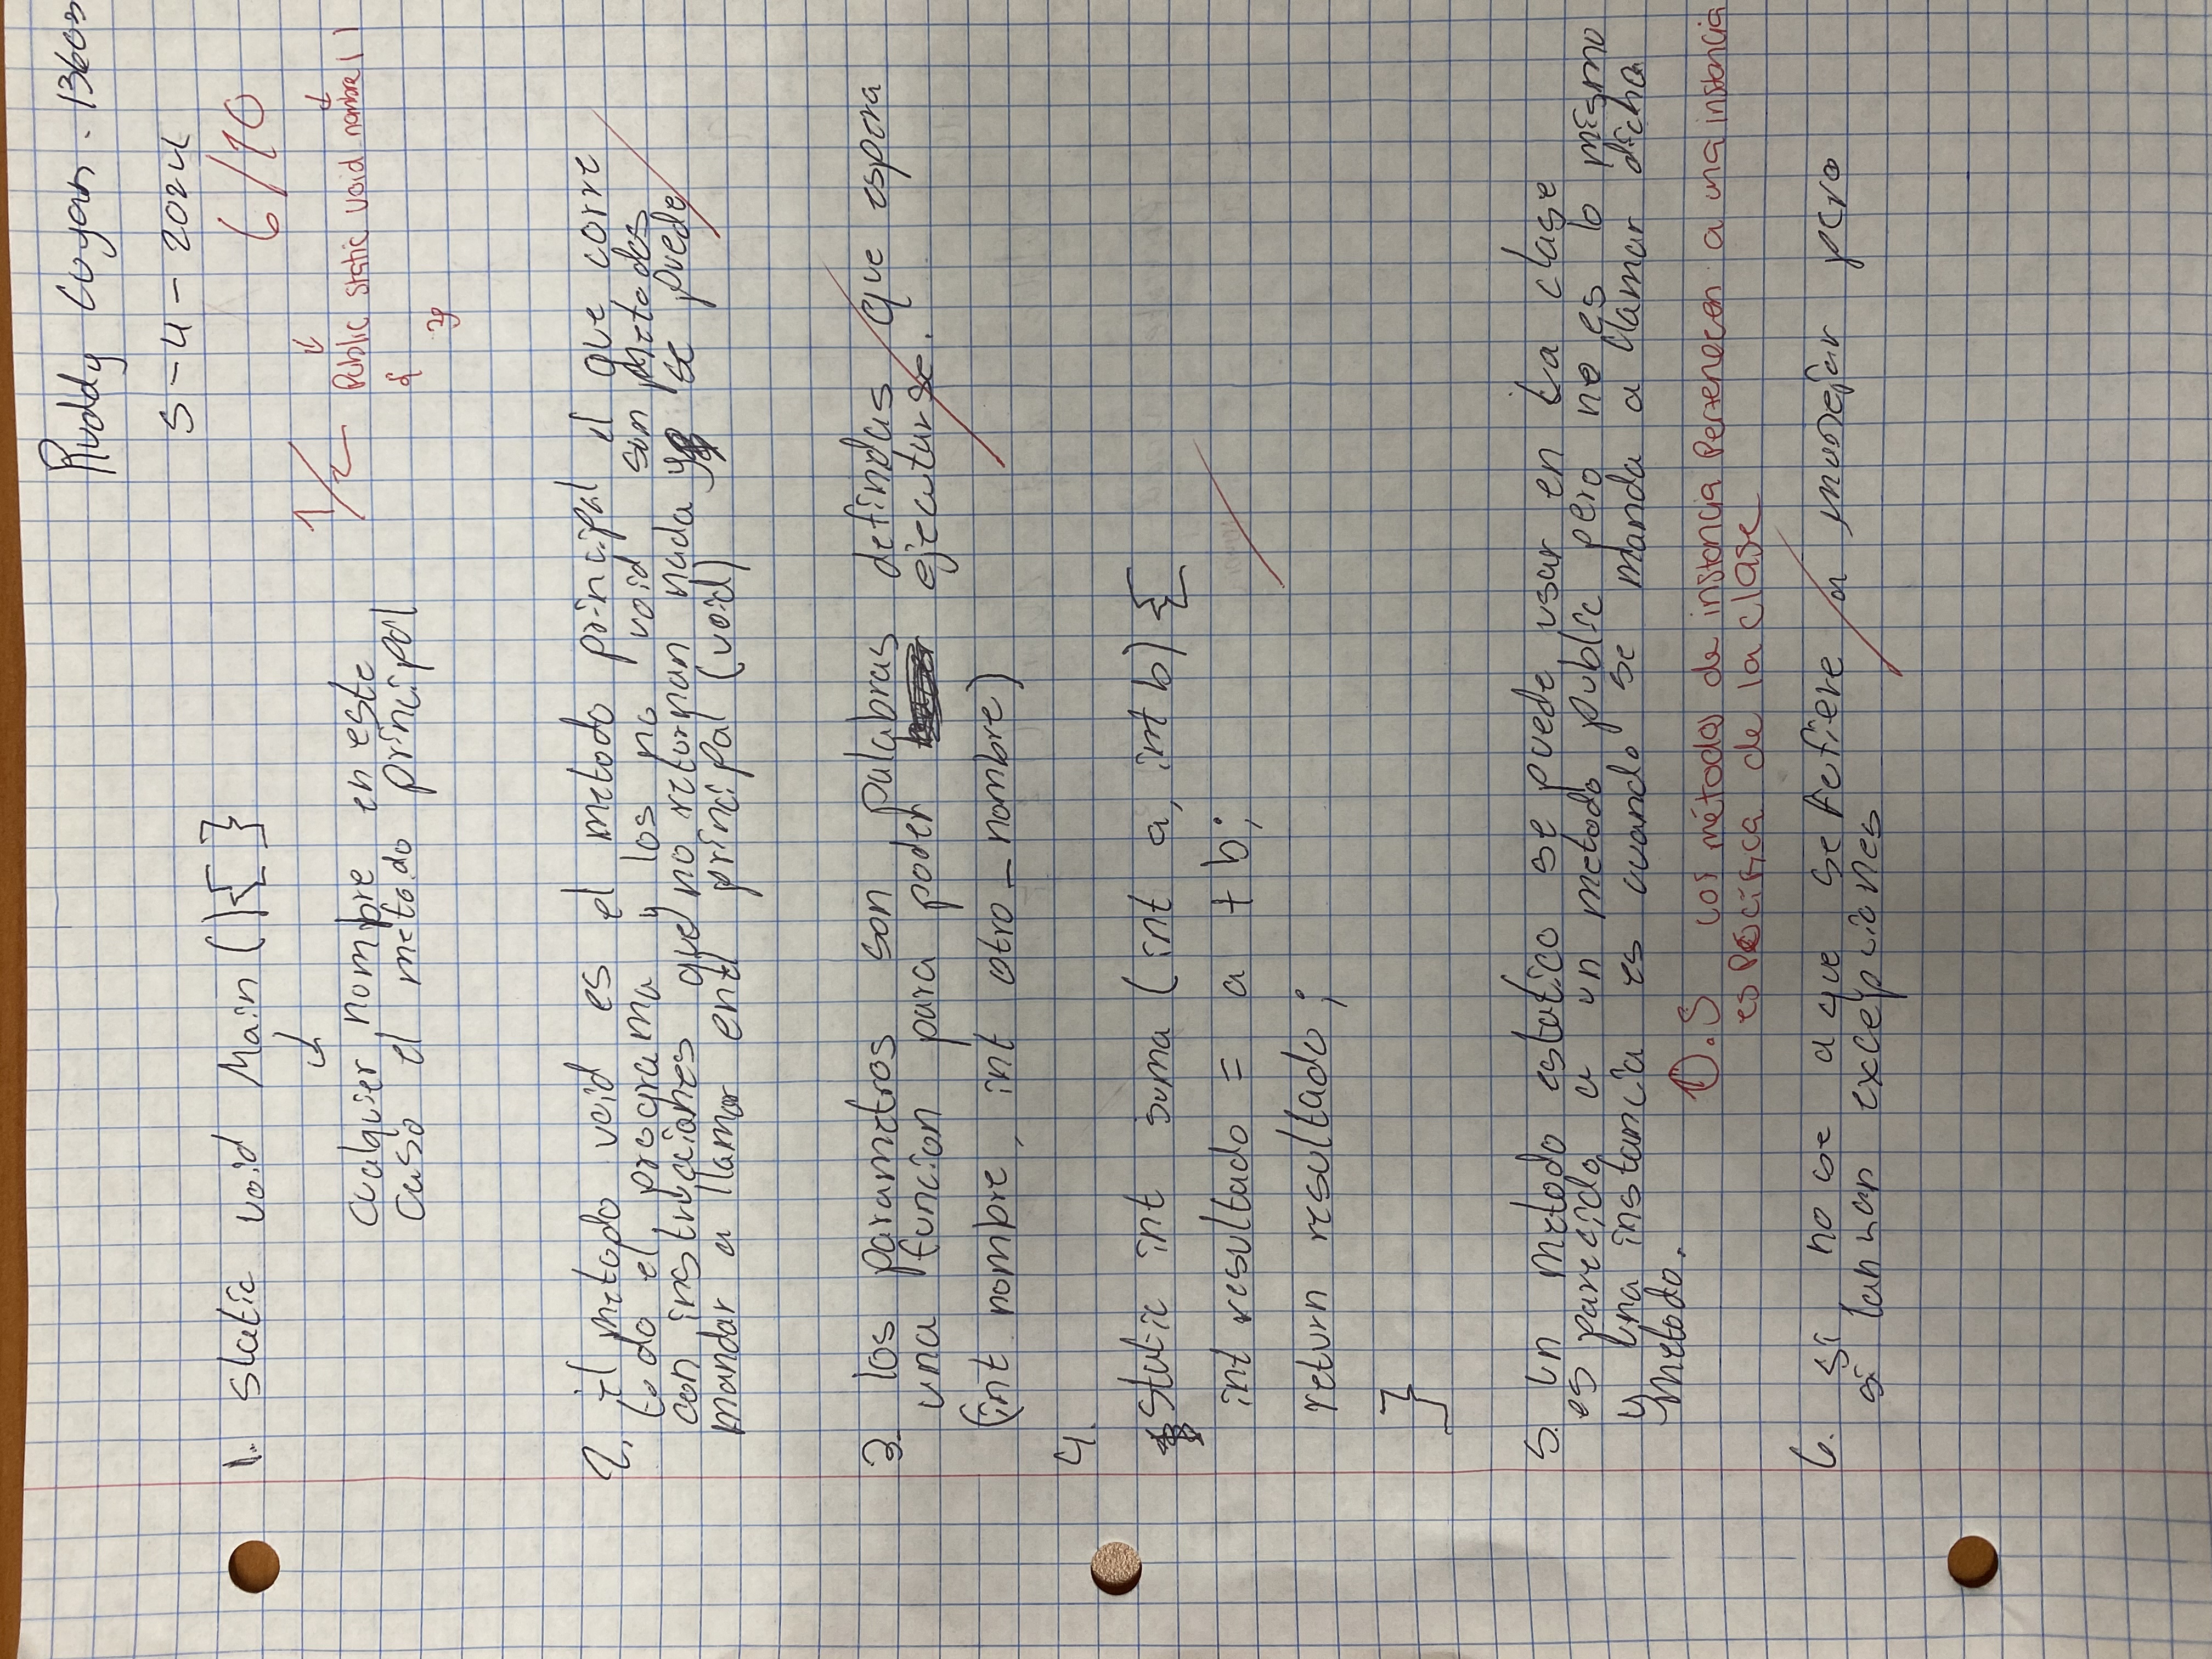 Ruddy Cuyan. 13603
5-4-2024
6/10
1. static void Main(){ }
cualquier nombre en este
caso el metodo principal
1/2
Public static void nombre()
{
}
2. El metodo void es el metodo principal el que corre
todo el programa y los no void son metodos
con instrucciones que no returnan nada y se puede
mandar a llamar en el principal (void)
3. los parametros son palabras defindas que espera
una funcion para poder ejecutarse.
(int nombre, int otro_nombre)
4.
static int suma (int a, int b) {
int resultado = a + b;
return resultado;
}
5. Un metodo estatico se puede usar en La clase
es parecido a un metodo public pero no es lo mismo
y una instancia es cuando se manda a llamar dicho
metodo.
0.5 Los métodos de instancia Pertenecen a una instancia
específica de la clase
6. si no se a que se refiere a manejar pero
si lanzan excepciones